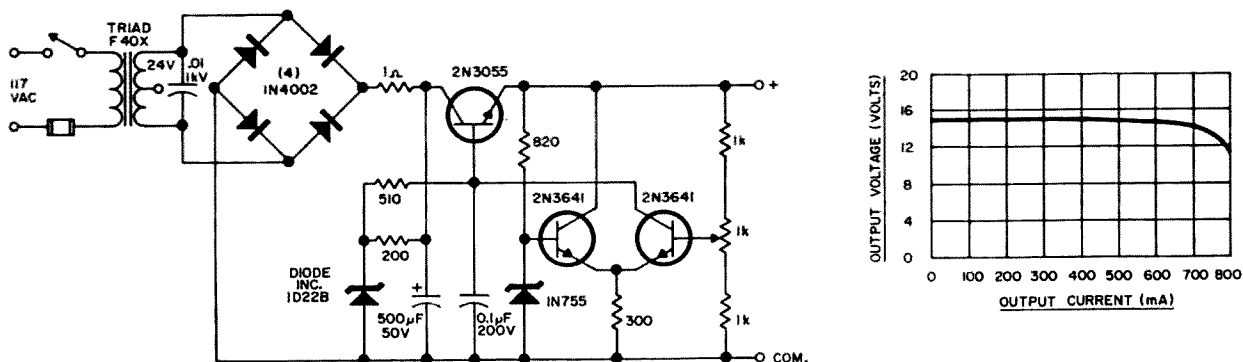 TRIAD
F40X
117
VAC
24V
.01
1kV
(4)
1N4002
1Ω
2N3055
+
820
1k
510
2N3641
2N3641
1k
200
DIODE
INC.
1D22B
+
500μF
50V
0.1μF
200V
1N755
300
1k
COM.
OUTPUT VOLTAGE (VOLTS)
20
16
12
8
4
0
0 100 200 300 400 500 600 700 800
OUTPUT CURRENT (mA)